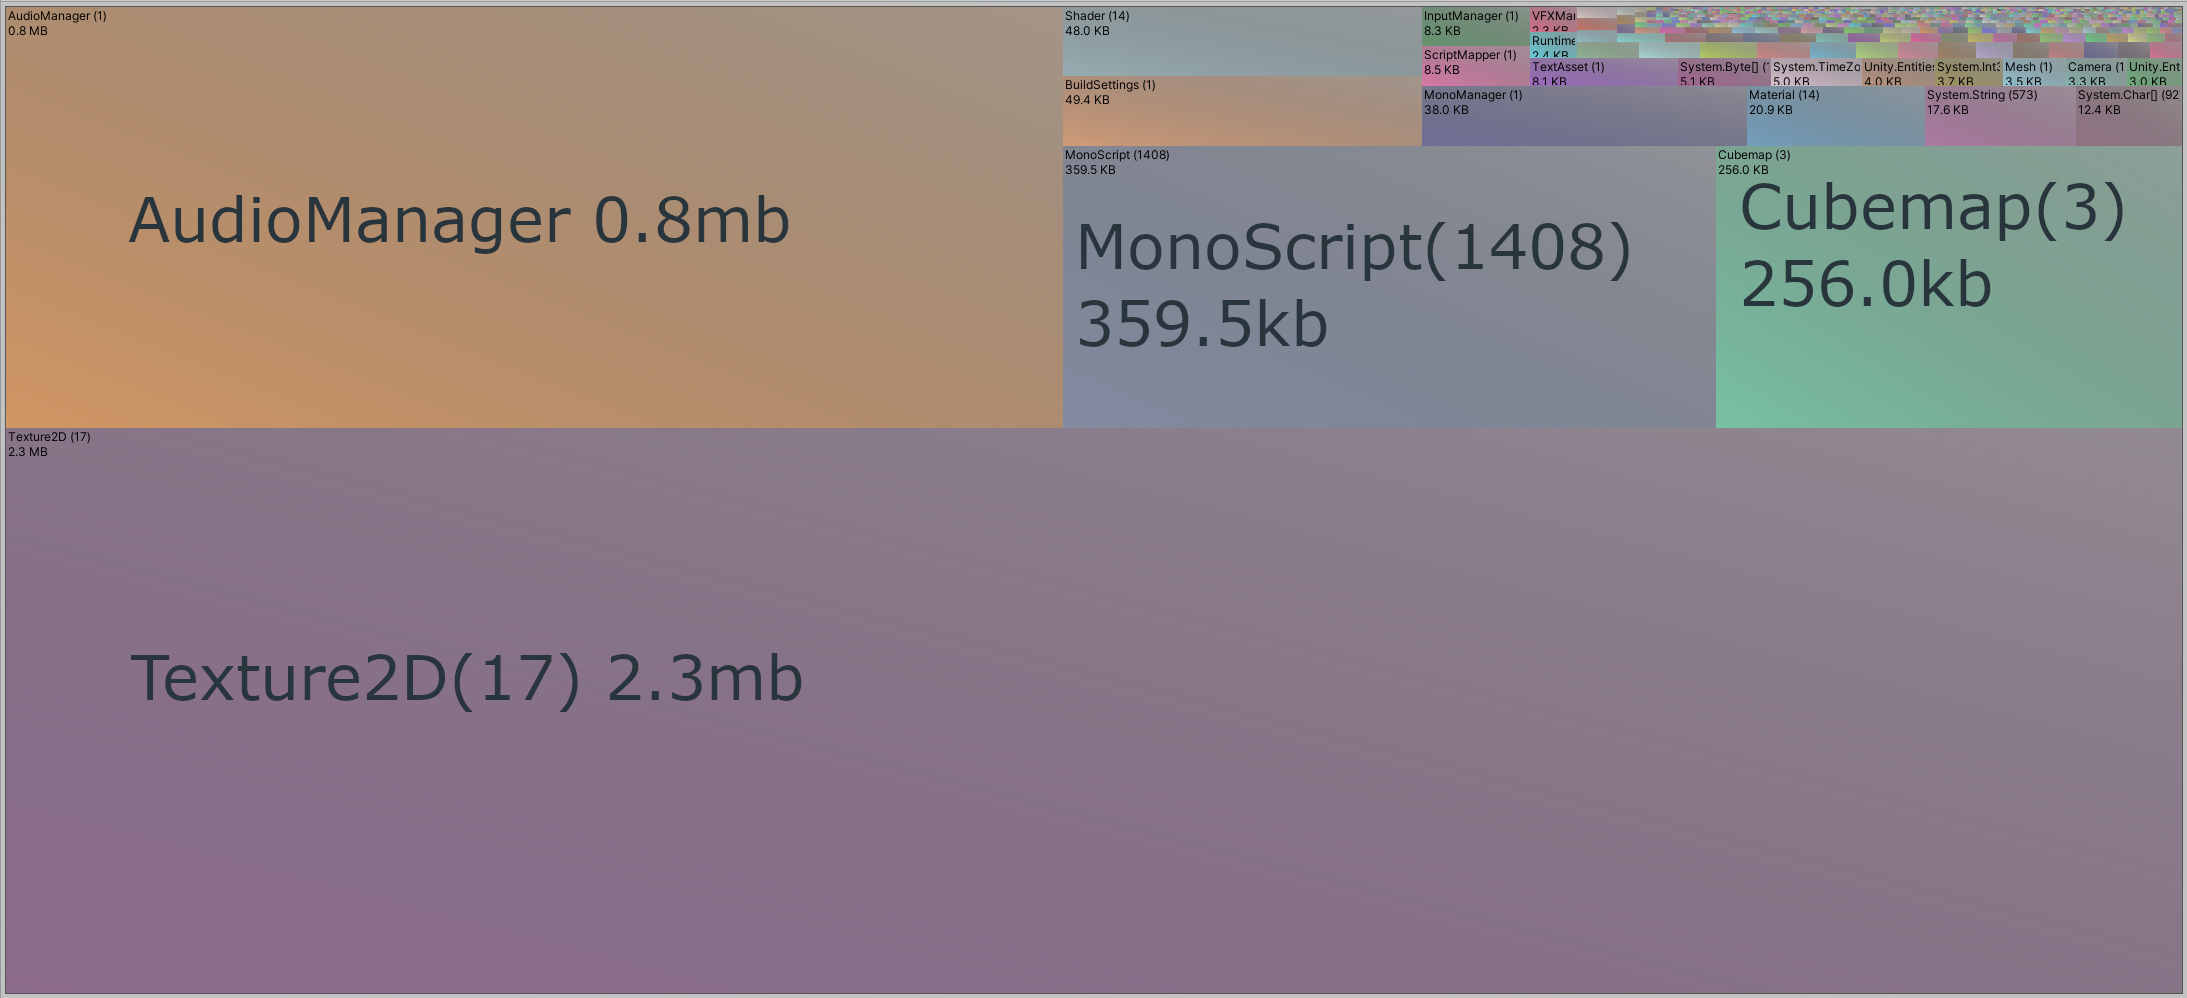 AudioManager (1)
0.8 MB
AudioManager 0.8mb
Shader (14)
48.0 KB
BuildSettings (1)
49.4 KB
InputManager (1)
8.3 KB
ScriptMapper (1)
8.5 KB
VFXMa
2.3 KB
Runtime
2.4 KB
TextAsset (1)
8.1 KB
System.Byte[] (
5.1 KB
System.TimeZo
5.0 KB
Unity.Entitie
4.0 KB
System.Int3
3.7 KB
Mesh (1)
3.5 KB
Camera (1
3.3 KB
Unity.Ent
3.0 KB
MonoManager (1)
38.0 KB
Material (14)
20.9 KB
System.String (573)
17.6 KB
System.Char[] (92
12.4 KB
MonoScript (1408)
359.5 KB
MonoScript(1408)
359.5kb
Cubemap (3)
256.0 KB
Cubemap(3)
256.0kb
Texture2D (17)
2.3 MB
Texture2D(17) 2.3mb